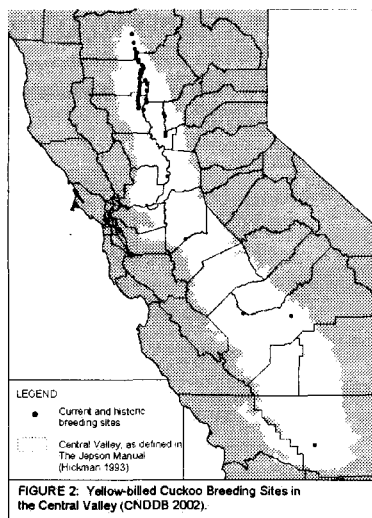 LEGEND
Current and historic
breeding sites
Central Valley, as defined in
The Jepson Manual
(Hickman 1993)
FIGURE 2: Yellow-billed Cuckoo Breeding Sites in
the Central Valley (CNDDB 2002).